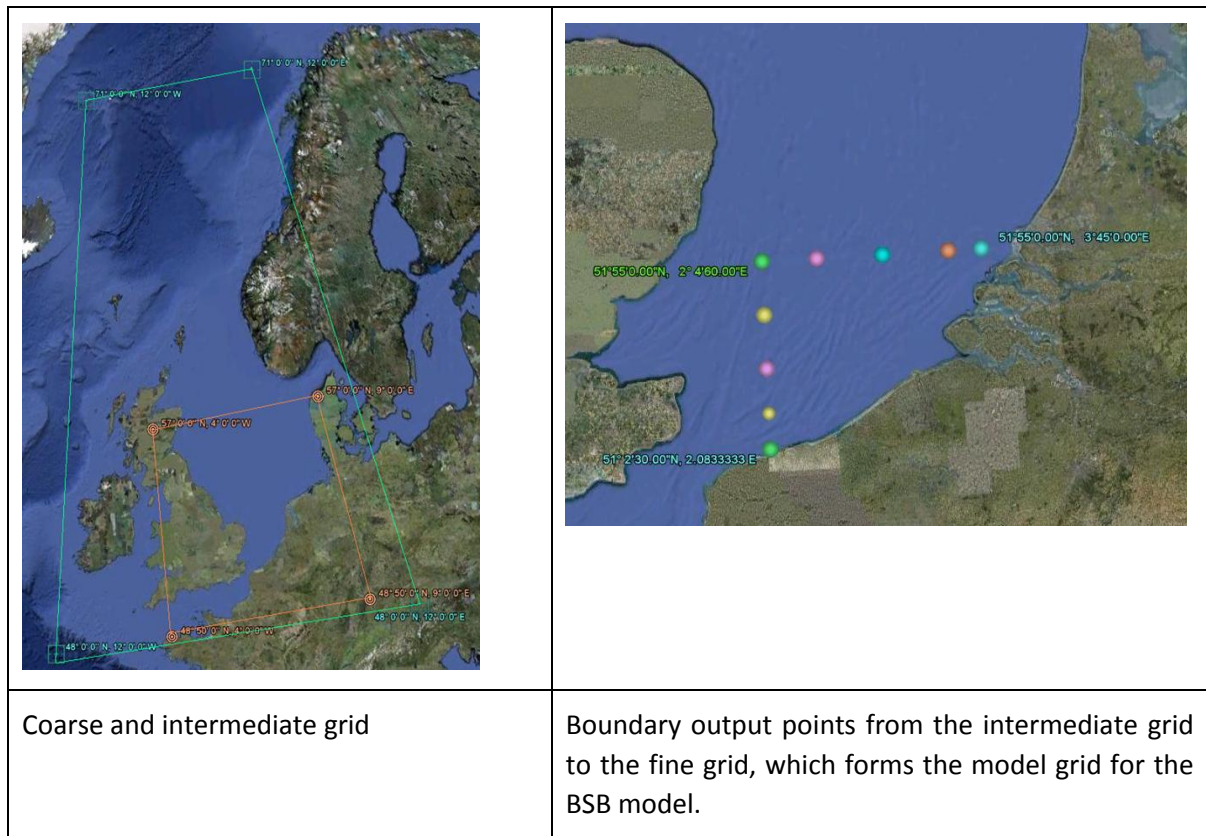 71° 0'0" N, 12° 0'0" E
71° 0'0" N, 12° 0'0" W
57° 0'0" N, 9° 0'0" E
57° 0'0" N, 4° 0'0" W
48° 50'0" N, 9° 0'0" E
48° 0'0" N, 12° 0'0" E
48° 50'0" N, 4° 0'0" W
48° 0'0" N, 12° 0'0" W
51°55'0.00"N, 3°45'0.00"E
51°55'0.00"N, 2° 4'60.00"E
51° 2'30.00"N, 2.0833333 E
Coarse and intermediate grid
Boundary output points from the intermediate grid
to the fine grid, which forms the model grid for the
BSB model.